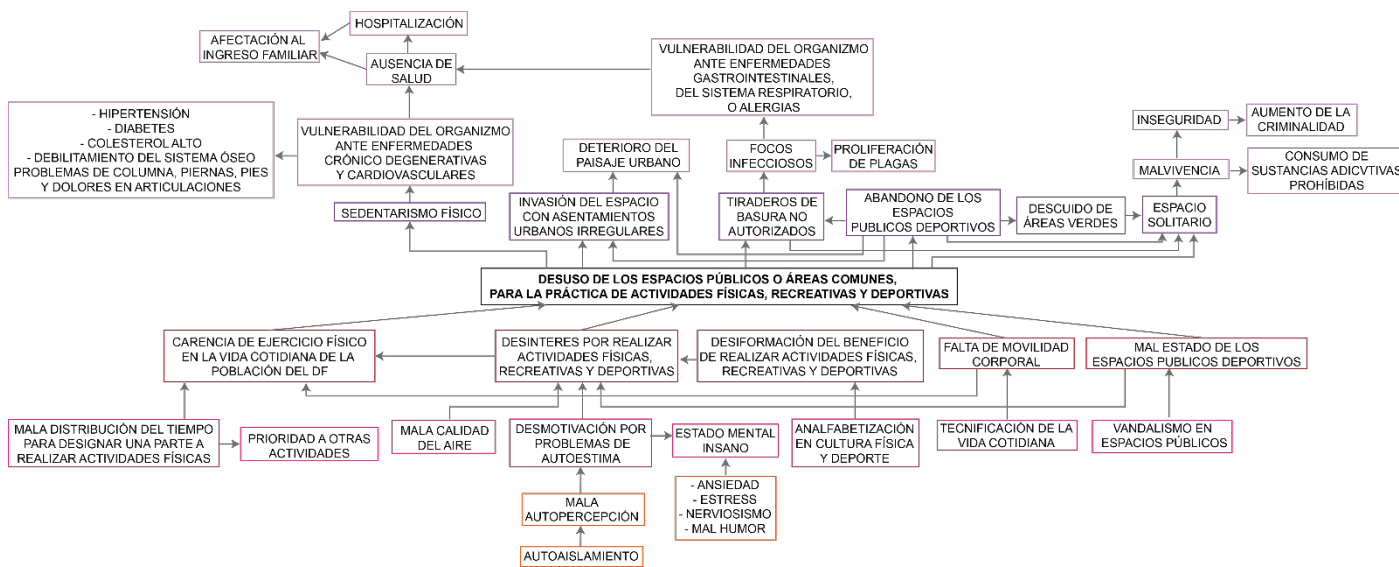 HOSPITALIZACIÓN
AFECTACIÓN AL
INGRESO FAMILIAR
AUSENCIA DE
SALUD
VULNERABILIDAD DEL ORGANIZMO
ANTE ENFERMEDADES
GASTROINTESTINALES,
DEL SISTEMA RESPIRATORIO,
O ALERGIAS
- HIPERTENSIÓN
- DIABETES
- COLESTEROL ALTO
- DEBILITAMIENTO DEL SISTEMA ÓSEO
PROBLEMAS DE COLUMNA, PIERNAS, PIES
Y DOLORES EN ARTICULACIONES
VULNERABILIDAD DEL ORGANIZMO
ANTE ENFERMEDADES
CRÓNICO DEGENERATIVAS
Y CARDIOVASCULARES
DETERIORO DEL
PAISAJE URBANO
FOCOS
INFECCIOSOS
PROLIFERACIÓN
DE PLAGAS
INSEGURIDAD
AUMENTO DE LA
CRIMINALIDAD
MALVIVENCIA
CONSUMO DE
SUSTANCIAS ADICVTIVAS
PROHÍBIDAS
SEDENTARISMO FÍSICO
INVASIÓN DEL ESPACIO
CON ASENTAMIENTOS
URBANOS IRREGULARES
TIRADEROS DE
BASURA NO
AUTORIZADOS
ABANDONO DE LOS
ESPACIOS
PUBLICOS DEPORTIVOS
DESCUIDO DE
ÁREAS VERDES
ESPACIO
SOLITARIO
DESUSO DE LOS ESPACIOS PÚBLICOS O ÁREAS COMUNES,
PARA LA PRÁCTICA DE ACTIVIDADES FÍSICAS, RECREATIVAS Y DEPORTIVAS
CARENCIA DE EJERCICIO FÍSICO
EN LA VIDA COTIDIANA DE LA
POBLACIÓN DEL DF
DESINTERES POR REALIZAR
ACTIVIDADES FÍSICAS,
RECREATIVAS Y DEPORTIVAS
DESIFORMACIÓN DEL BENEFICIO
DE REALIZAR ACTIVIDADES FÍSICAS,
RECREATIVAS Y DEPORTIVAS
FALTA DE MOVILIDAD
CORPORAL
MAL ESTADO DE LOS
ESPACIOS PUBLICOS DEPORTIVOS
MALA DISTRIBUCIÓN DEL TIEMPO
PARA DESIGNAR UNA PARTE A
REALIZAR ACTIVIDADES FÍSICAS
PRIORIDAD A OTRAS
ACTIVIDADES
MALA CALIDAD
DEL AIRE
DESMOTIVACIÓN POR
PROBLEMAS DE
AUTOESTIMA
ESTADO MENTAL
INSANO
ANALFABETIZACIÓN
EN CULTURA FÍSICA
Y DEPORTE
TECNIFICACIÓN DE LA
VIDA COTIDIANA
VANDALISMO EN
ESPACIOS PÚBLICOS
- ANSIEDAD
- ESTRESS
- NERVIOSISMO
- MAL HUMOR
MALA
AUTOPERCEPCIÓN
AUTOAISLAMIENTO